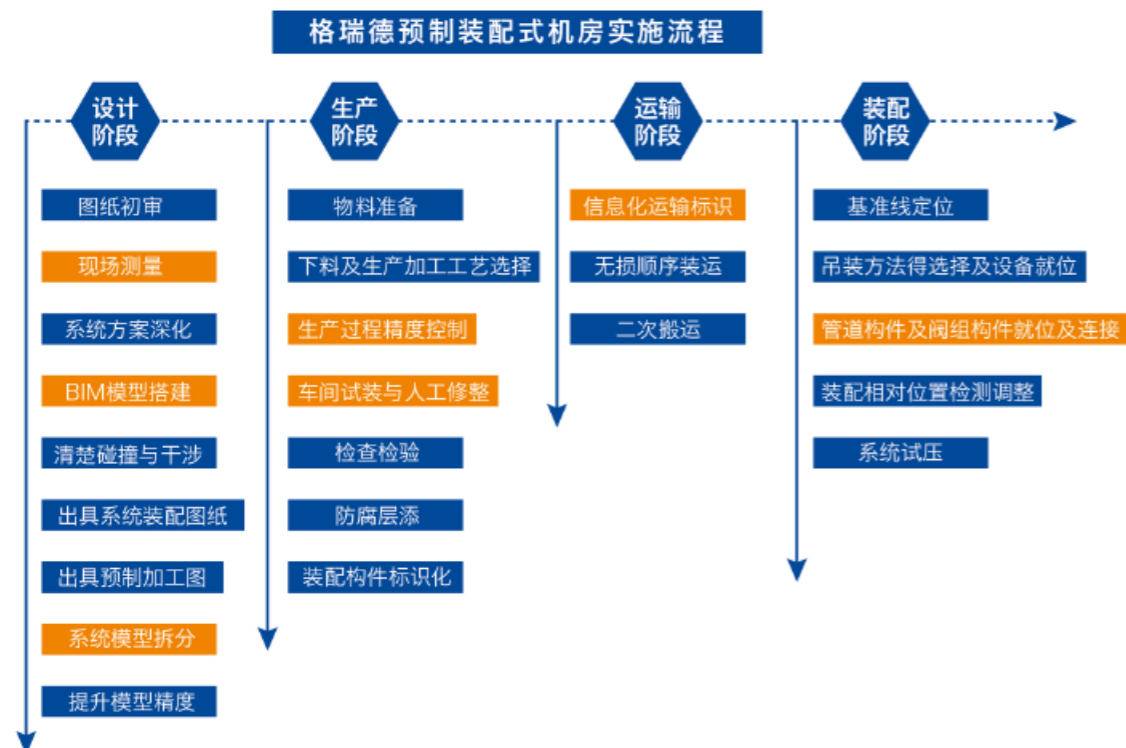 格瑞德预制装配式机房实施流程
设计
阶段
图纸初审
现场测量
系统方案深化
BIM模型搭建
清楚碰撞与干涉
出具系统装配图纸
出具预制加工图
系统模型拆分
提升模型精度
生产
阶段
物料准备
下料及生产加工工艺选择
生产过程精度控制
车间试装与人工修整
检查检验
防腐层添
装配构件标识化
运输
阶段
信息化运输标识
无损顺序装运
二次搬运
装配
阶段
基准线定位
吊装方法得选择及设备就位
管道构件及阀组构件就位及连接
装配相对位置检测调整
系统试压